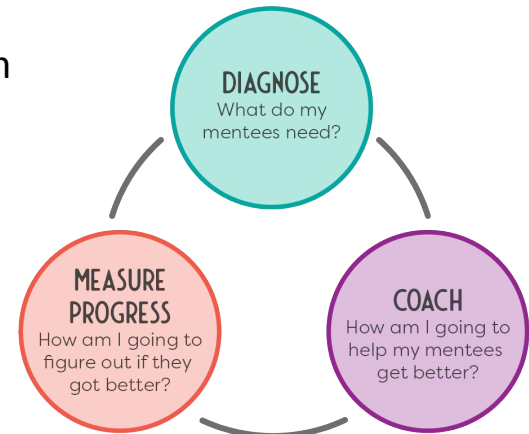 n
DIAGNOSE
What do my
mentees need?
MEASURE
PROGRESS
How am I going to
figure out if they
got better?
COACH
How am I going to
help my mentees
get better?